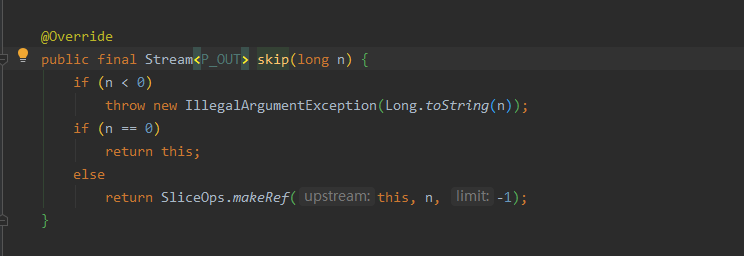 @Override
public final Stream<P_OUT> skip(long n) {
if (n < 0)
throw new IllegalArgumentException(Long.toString(n));
if (n == 0)
return this;
else
return SliceOps.makeRef( upstream: this, n, limit: -1);
}